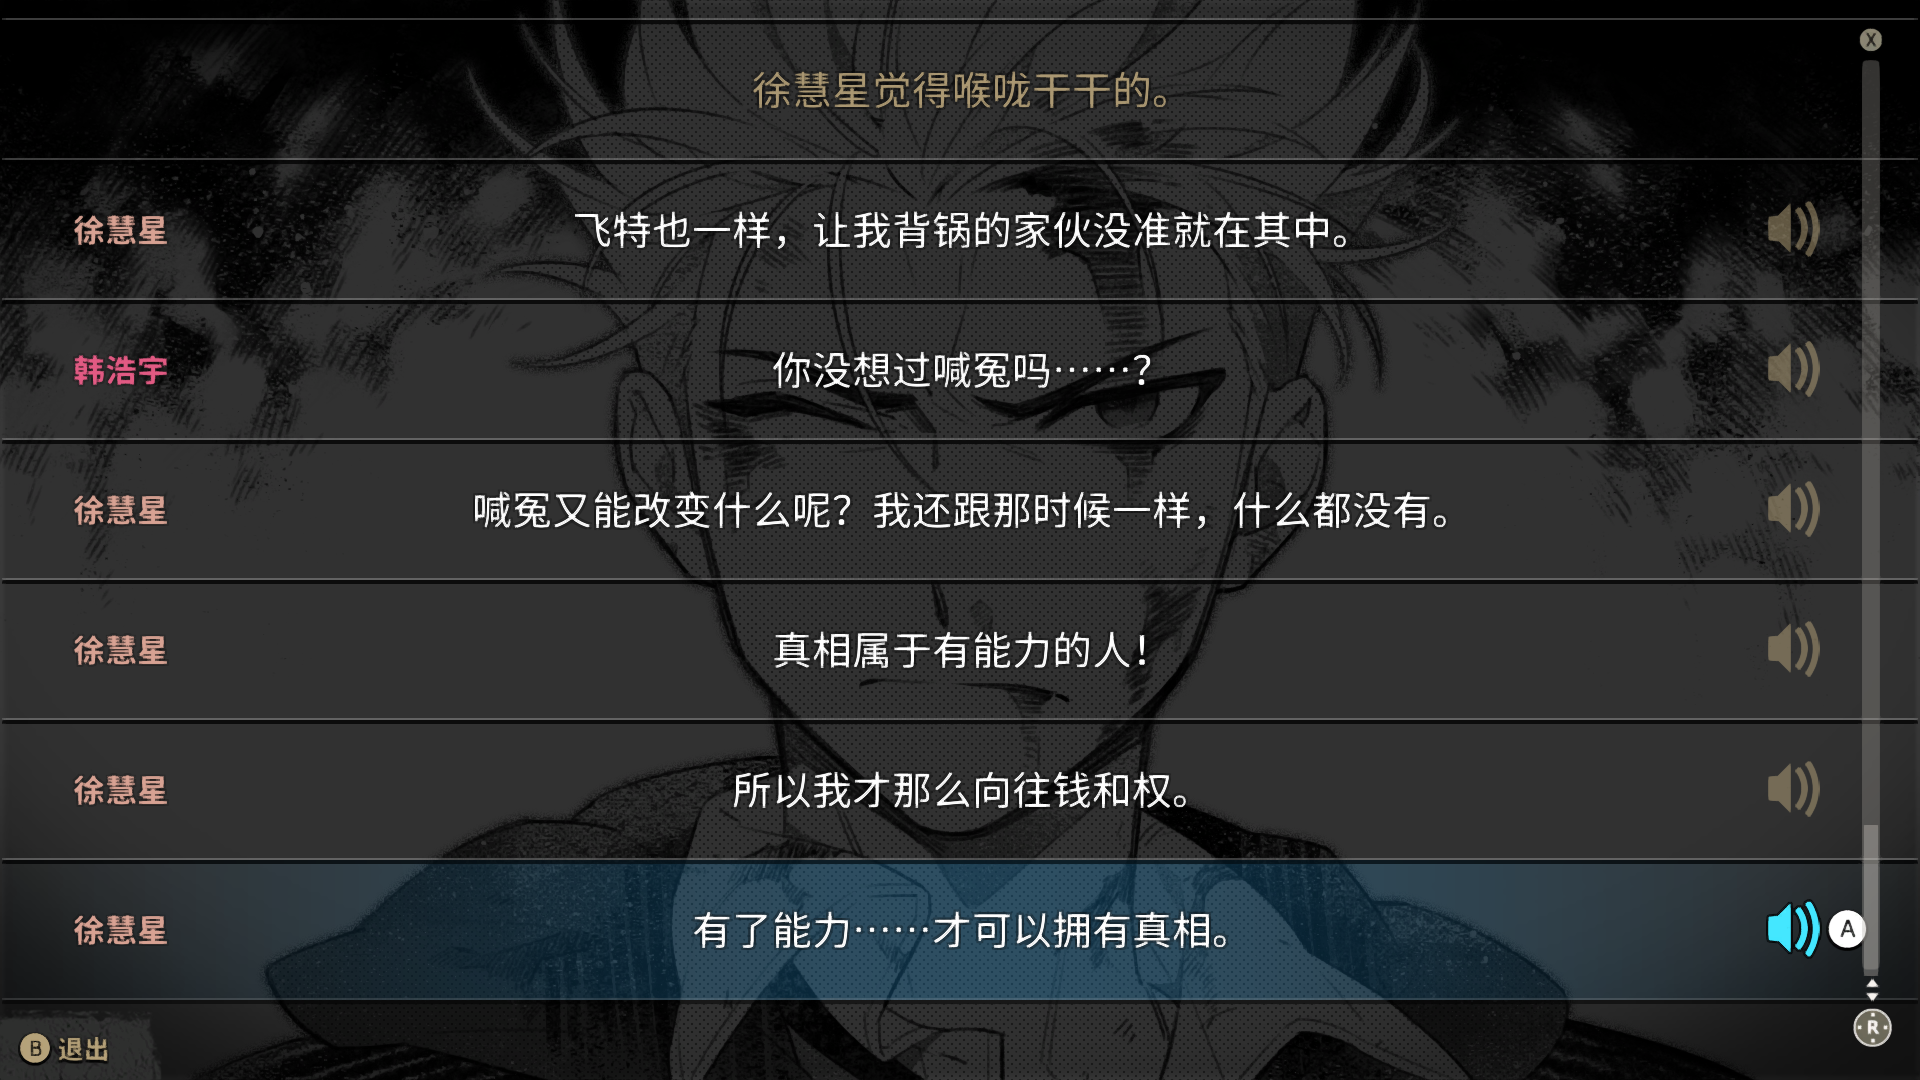 X
徐慧星觉得喉咙干干的。
徐慧星 飞特也一样，让我背锅的家伙没准就在其中。
韩浩宇 你没想过喊冤吗……？
徐慧星 喊冤又能改变什么呢？我还跟那时候一样，什么都没有。
徐慧星 真相属于有能力的人！
徐慧星 所以我才那么向往钱和权。
徐慧星 有了能力……才可以拥有真相。 A
R
B 退出